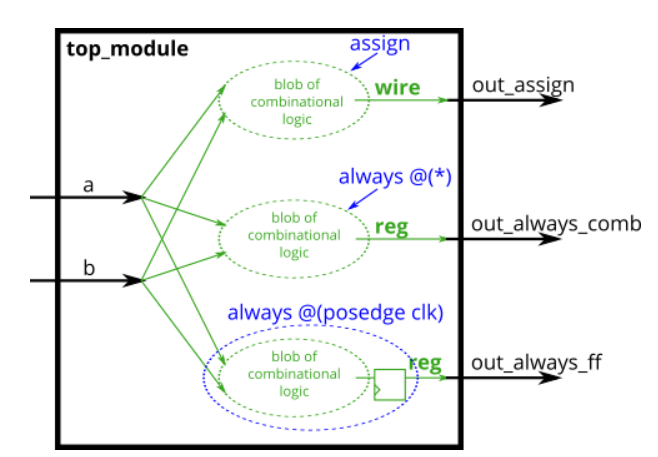 top_module
assign
blob of
combinational
logic
wire
out_assign
a
always @(*)
blob of
combinational
logic
reg
out_always_comb
b
always @(posedge clk)
blob of
combinational
logic
reg
out_always_ff